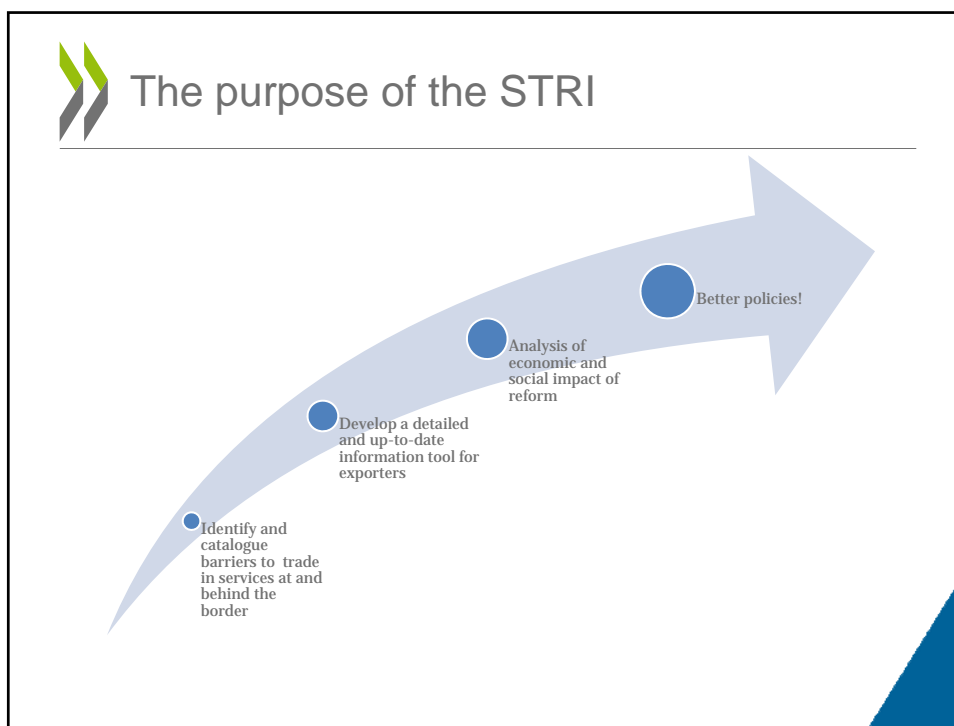 The purpose of the STRI
Better policies!
Analysis of
economic and
social impact of
reform
Develop a detailed
and up-to-date
information tool for
exporters
Identify and
catalogue
barriers to trade
in services at and
behind the
border